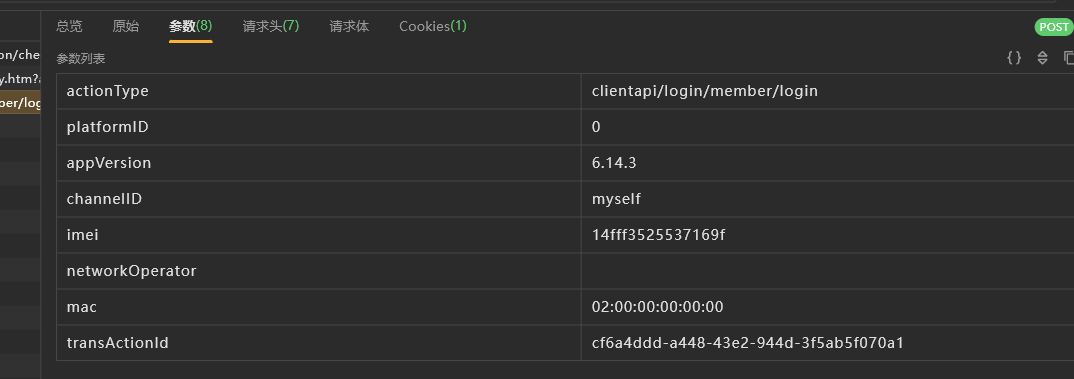 总览 原始 参数(8) 请求头(7) 请求体 Cookies(1) POST
on/che
参数列表
y.htm?a
per/log
actionType clientapi/login/member/login
platformID 0
appVersion 6.14.3
channelID myself
imei 14fff3525537169f
networkOperator
mac 02:00:00:00:00:00
transActionId cf6a4ddd-a448-43e2-944d-3f5ab5f070a1